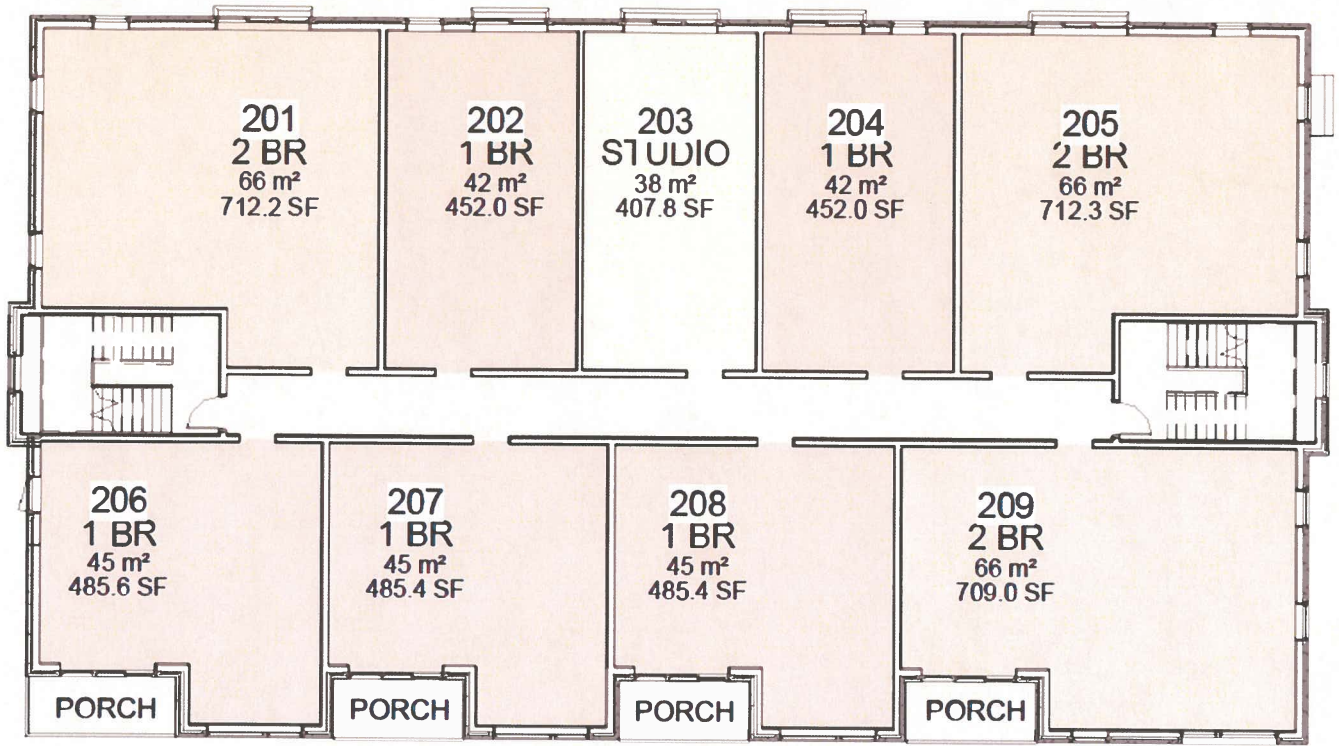 201
2 BR
66 m²
712.2 SF
202
1 BR
42 m²
452.0 SF
203
STUDIO
38 m²
407.8 SF
204
1 BR
42 m²
452.0 SF
205
2 BR
66 m²
712.3 SF
206
1 BR
45 m²
485.6 SF
207
1 BR
45 m²
485.4 SF
208
1 BR
45 m²
485.4 SF
209
2 BR
66 m²
709.0 SF
PORCH
PORCH
PORCH
PORCH